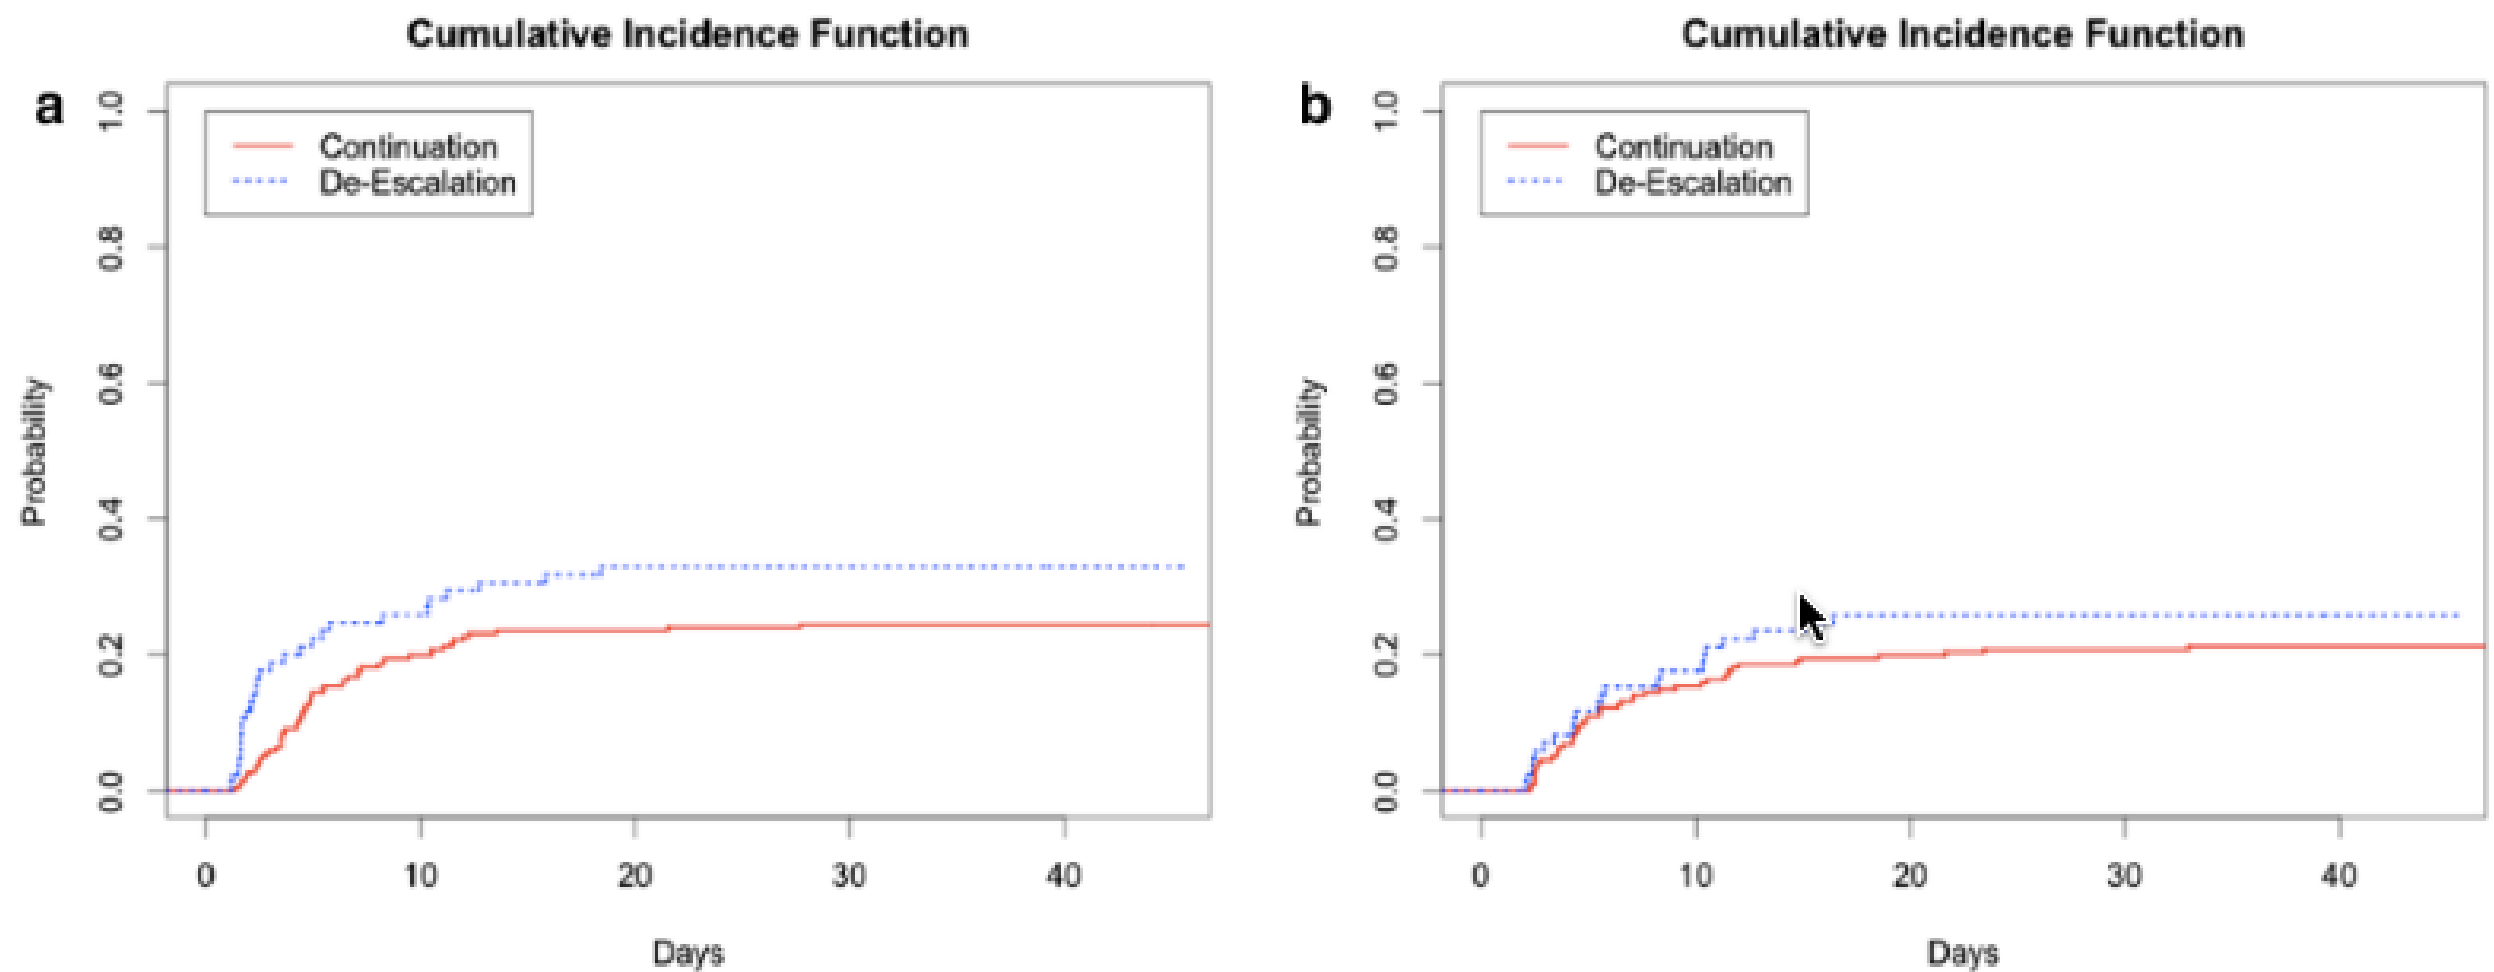 Cumulative Incidence Function
a
Continuation
De-Escalation
Probability
1.0
0.8
0.6
0.4
0.2
0.0
0 10 20 30 40
Days
Cumulative Incidence Function
b
Continuation
De-Escalation
Probability
1.0
0.8
0.6
0.4
0.2
0.0
0 10 20 30 40
Days